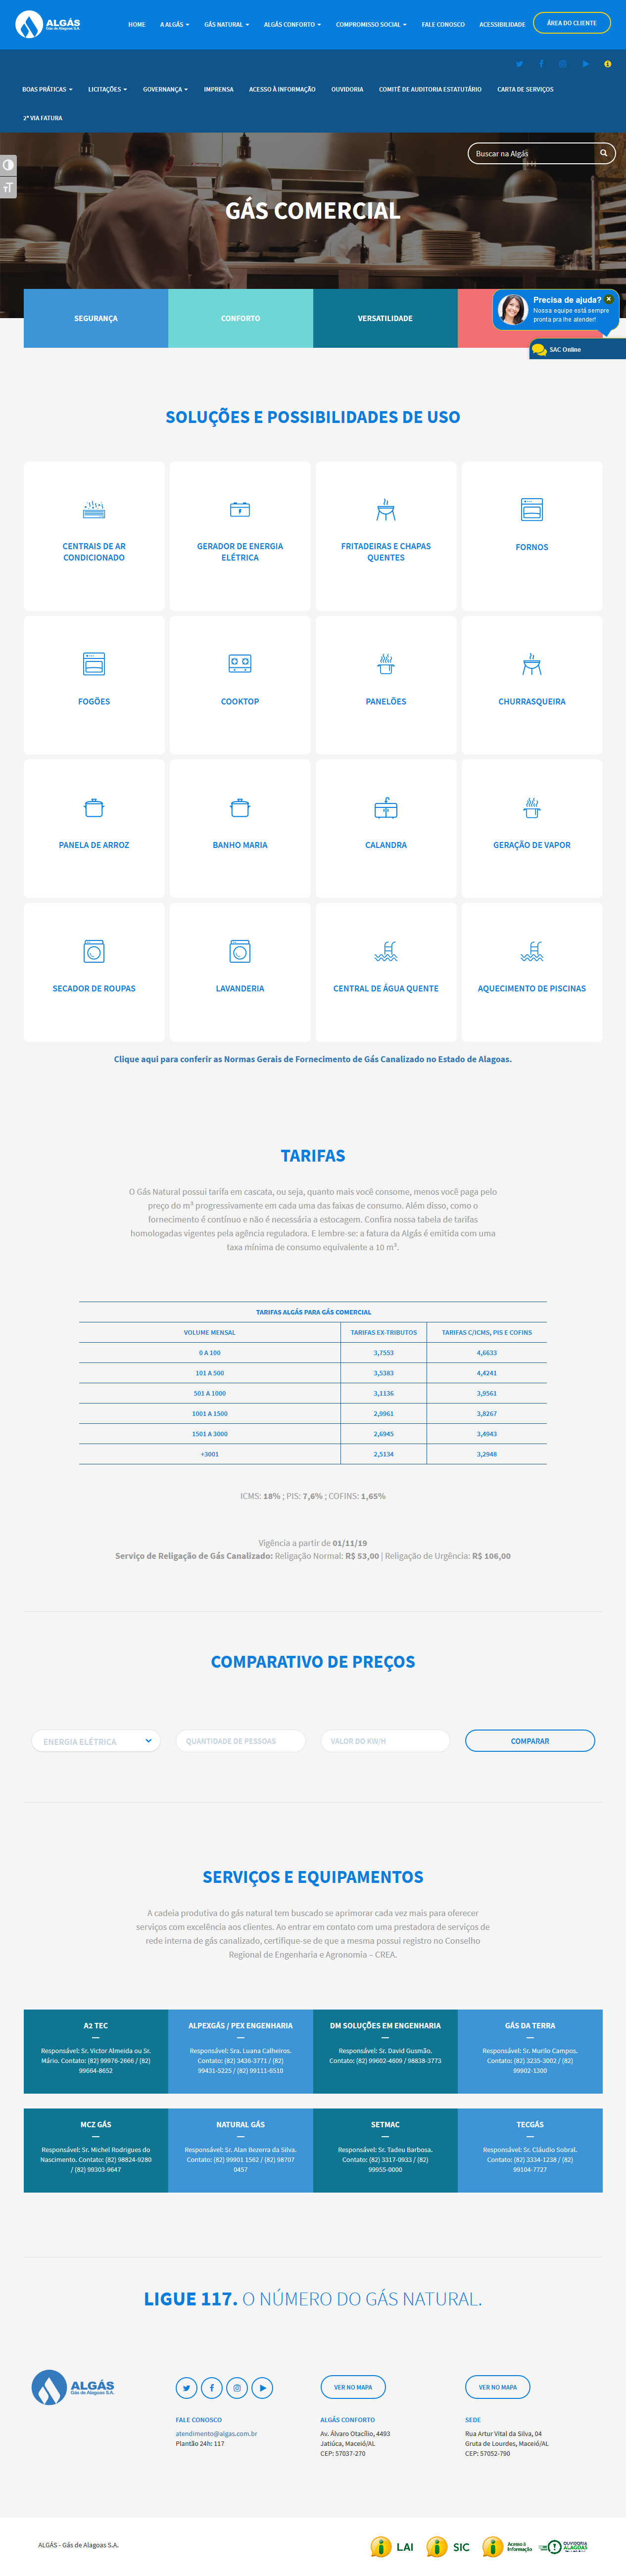 ALGÁS
Gás de Alagoas S.A.
HOME
A ALGÁS
GÁS NATURAL
ALGÁS CONFORTO
COMPROMISSO SOCIAL
FALE CONOSCO
ACESSIBILIDADE
ÁREA DO CLIENTE
BOAS PRÁTICAS
LICITAÇÕES
GOVERNANÇA
IMPRENSA
ACESSO À INFORMAÇÃO
OUVIDORIA
COMITÊ DE AUDITORIA ESTATUTÁRIO
CARTA DE SERVIÇOS
2ª VIA FATURA
Buscar na Algás
GÁS COMERCIAL
SEGURANÇA
CONFORTO
VERSATILIDADE
Precisa de ajuda?
Nossa equipe está sempre
pronta pra lhe atender!
SAC Online
SOLUÇÕES E POSSIBILIDADES DE USO
CENTRAIS DE AR
CONDICIONADO
GERADOR DE ENERGIA
ELÉTRICA
FRITADEIRAS E CHAPAS
QUENTES
FORNOS
FOGÕES
COOKTOP
PANELÕES
CHURRASQUEIRA
PANELA DE ARROZ
BANHO MARIA
CALANDRA
GERAÇÃO DE VAPOR
SECADOR DE ROUPAS
LAVANDERIA
CENTRAL DE ÁGUA QUENTE
AQUECIMENTO DE PISCINAS
Clique aqui para conferir as Normas Gerais de Fornecimento de Gás Canalizado no Estado de Alagoas.
TARIFAS
O Gás Natural possui tarifa em cascata, ou seja, quanto mais você consome, menos você paga pelo
preço do m³ progressivamente em cada uma das faixas de consumo. Além disso, como o
fornecimento é contínuo e não é necessária a estocagem. Confira nossa tabela de tarifas
homologadas vigentes pela agência reguladora. E lembre-se: a fatura da Algás é emitida com uma
taxa mínima de consumo equivalente a 10 m³.
TARIFAS ALGÁS PARA GÁS COMERCIAL
VOLUME MENSAL TARIFAS EX-TRIBUTOS TARIFAS C/ICMS, PIS E COFINS
0 A 100 3,7553 4,6633
101 A 500 3,5383 4,4241
501 A 1000 3,1136 3,9561
1001 A 1500 2,9961 3,8267
1501 A 3000 2,6945 3,4943
+3001 2,5134 3,2948
ICMS: 18% ; PIS: 7,6% ; COFINS: 1,65%
Vigência a partir de 01/11/19
Serviço de Religação de Gás Canalizado: Religação Normal: R$ 53,00 | Religação de Urgência: R$ 106,00
COMPARATIVO DE PREÇOS
ENERGIA ELÉTRICA
QUANTIDADE DE PESSOAS
VALOR DO KW/H
COMPARAR
SERVIÇOS E EQUIPAMENTOS
A cadeia produtiva do gás natural tem buscado se aprimorar cada vez mais para oferecer
serviços com excelência aos clientes. Ao entrar em contato com uma prestadora de serviços de
rede interna de gás canalizado, certifique-se de que a mesma possui registro no Conselho
Regional de Engenharia e Agronomia – CREA.
A2 TEC
Responsável: Sr. Victor Almeida ou Sr.
Mário. Contato: (82) 99976-2666 / (82)
99664-8652
ALPEXGÁS / PEX ENGENHARIA
Responsável: Sra. Luana Calheiros.
Contato: (82) 3436-3771 / (82)
99431-5225 / (82) 99111-6510
DM SOLUÇÕES EM ENGENHARIA
Responsável: Sr. David Gusmão.
Contato: (82) 99602-4609 / 98838-3773
GÁS DA TERRA
Responsável: Sr. Murilo Campos.
Contato: (82) 3235-3002 / (82)
99902-1300
MCZ GÁS
Responsável: Sr. Michel Rodrigues do
Nascimento. Contato: (82) 98824-9280
/ (82) 99303-9647
NATURAL GÁS
Responsável: Sr. Alan Bezerra da Silva.
Contato: (82) 99901 1562 / (82) 98707
0457
SETMAC
Responsável: Sr. Tadeu Barbosa.
Contato: (82) 3317-0933 / (82)
99955-0000
TECGÁS
Responsável: Sr. Cláudio Sobral.
Contato: (82) 3334-1238 / (82)
99104-7727
LIGUE 117. O NÚMERO DO GÁS NATURAL.
ALGÁS
Gás de Alagoas S.A.
FALE CONOSCO
atendimento@algas.com.br
Plantão 24h: 117
VER NO MAPA
ALGÁS CONFORTO
Av. Álvaro Otacílio, 4493
Jatiúca, Maceió/AL
CEP: 57037-270
VER NO MAPA
SEDE
Rua Artur Vital da Silva, 04
Gruta de Lourdes, Maceió/AL
CEP: 57052-790
ALGÁS - Gás de Alagoas S.A.
LAI
SIC
Acesso à
Informação
OUVIDORIA
ALAGOAS